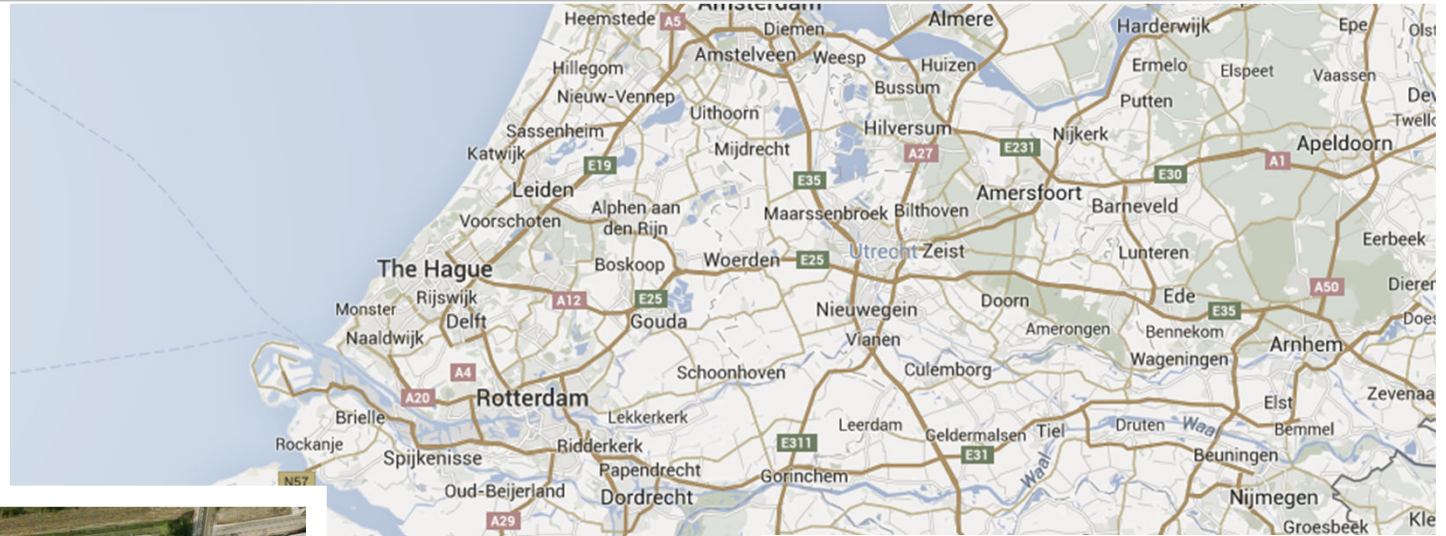 Amsterdam
Heemstede
A5
Almere
Diemen
Harderwijk
Epe
Amstelveen
Weesp
Hillegom
Huizen
Ermelo
Elspeet
Vaassen
Bussum
Nieuw-Vennep
Putten
Uithoorn
Sassenheim
Hilversum
Nijkerk
Katwijk
Mijdrecht
A27
E231
Apeldoorn
E19
A1
E35
E30
Leiden
Amersfoort
Alphen aan
den Rijn
Barneveld
Voorschoten
Maarssenbroek
Bilthoven
Eerbeek
Utrecht
Zeist
Lunteren
Woerden
E25
The Hague
Boskoop
A50
Rijswijk
A12
E25
Doorn
Ede
Monster
Nieuwegein
E35
Delft
Gouda
Amerongen
Bennekom
Naaldwijk
Vianen
Arnhem
Wageningen
A4
Schoonhoven
Culemborg
A20
Rotterdam
Elst
Brielle
Lekkerkerk
Leerdam
Druten
Waal
Bemmel
Rockanje
Ridderkerk
E311
Geldermalsen
Tiel
Spijkenisse
E31
Beuningen
Papendrecht
Waal
Gorinchem
N57
Oud-Beijerland
Dordrecht
Nijmegen
A29
Groesbeek